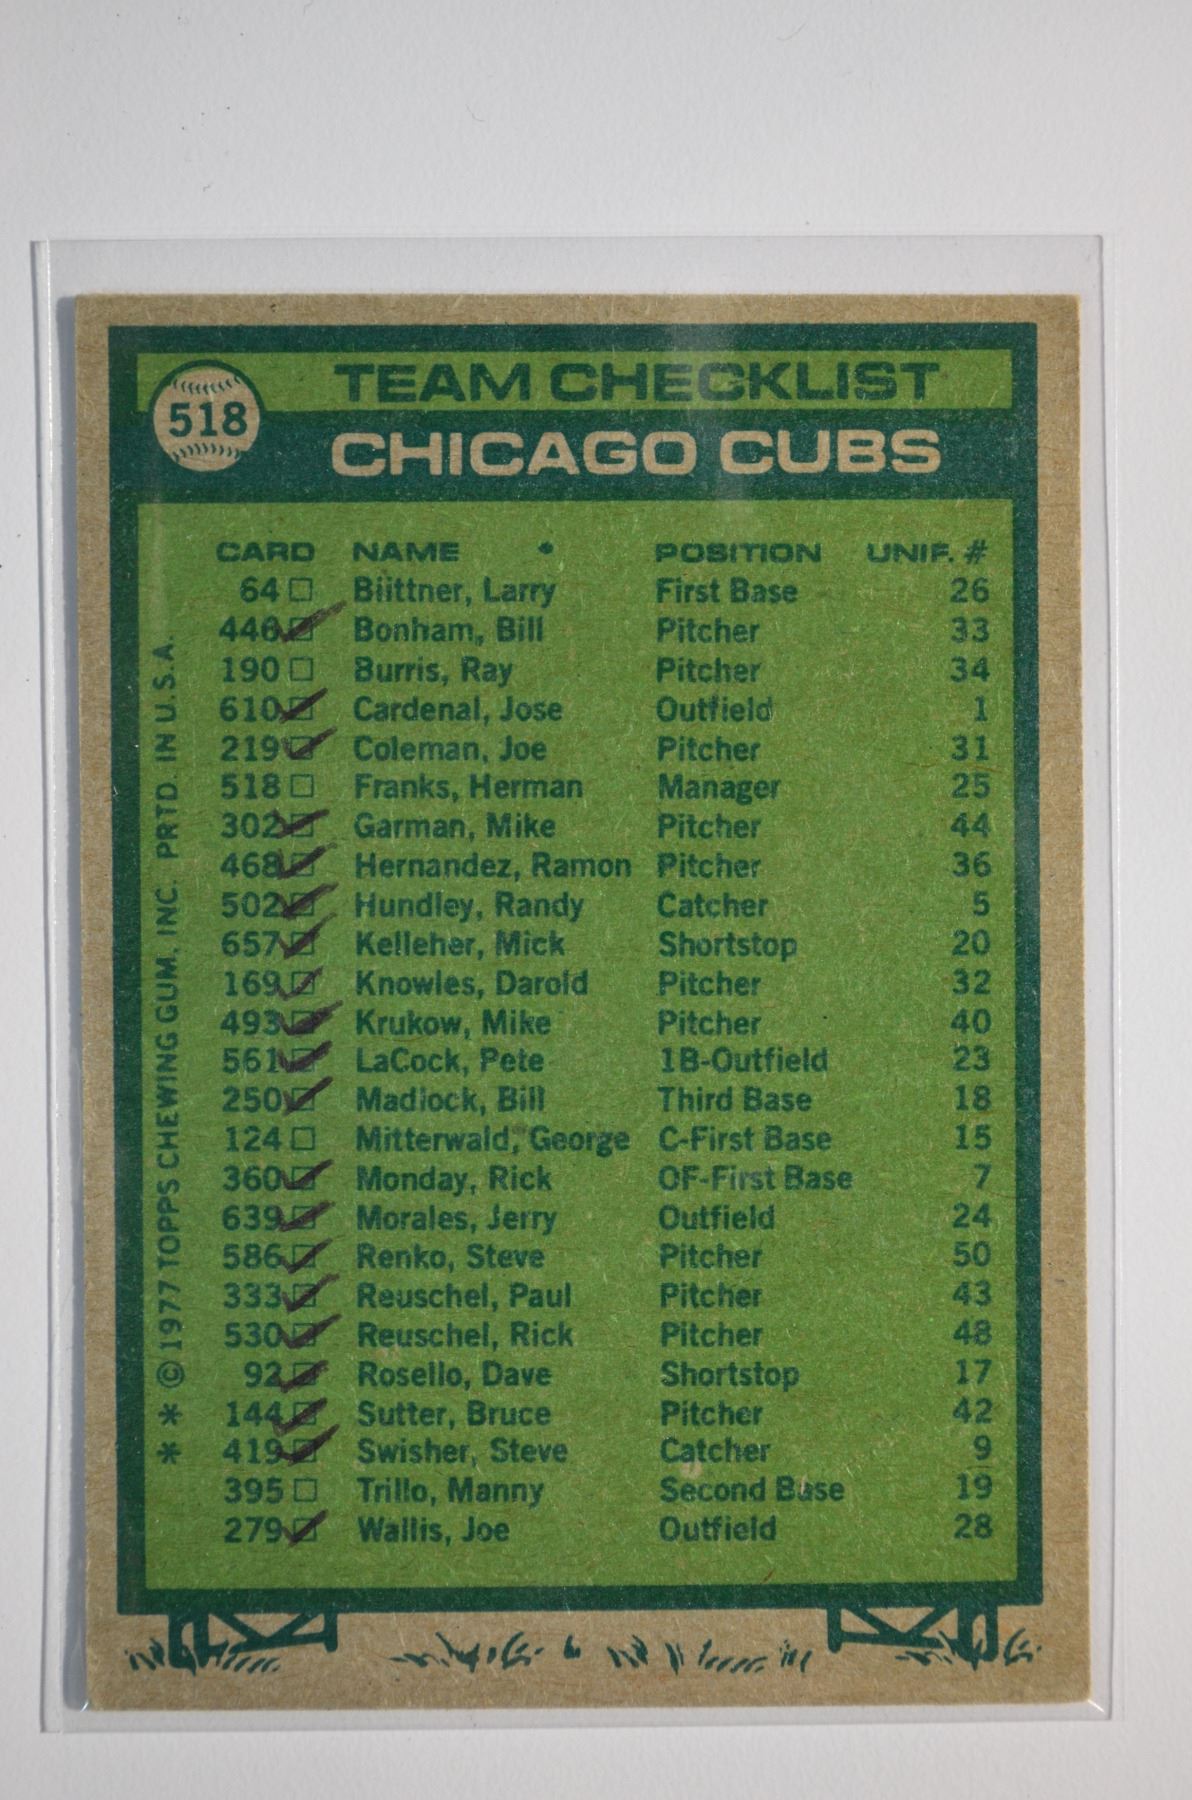 518
TEAM CHECKLIST
CHICAGO CUBS
CARD NAME POSITION UNIF. #
64 Biittner, Larry First Base 26
446 Bonham, Bill Pitcher 33
190 Burris, Ray Pitcher 34
610 Cardenal, Jose Outfield 1
219 Coleman, Joe Pitcher 31
518 Franks, Herman Manager 25
302 Garman, Mike Pitcher 44
468 Hernandez, Ramon Pitcher 36
502 Hundley, Randy Catcher 5
657 Kelleher, Mick Shortstop 20
169 Knowles, Darold Pitcher 32
493 Krukow, Mike Pitcher 40
561 LaCock, Pete 1B-Outfield 23
250 Madlock, Bill Third Base 18
124 Mitterwald, George C-First Base 15
360 Monday, Rick OF-First Base 7
639 Morales, Jerry Outfield 24
586 Renko, Steve Pitcher 50
333 Reuschel, Paul Pitcher 43
530 Reuschel, Rick Pitcher 48
92 Rosello, Dave Shortstop 17
144 Sutter, Bruce Pitcher 42
419 Swisher, Steve Catcher 9
395 Trillo, Manny Second Base 19
279 Wallis, Joe Outfield 28
* * © 1977 TOPPS CHEWING GUM, INC. PRTD. IN U.S.A.